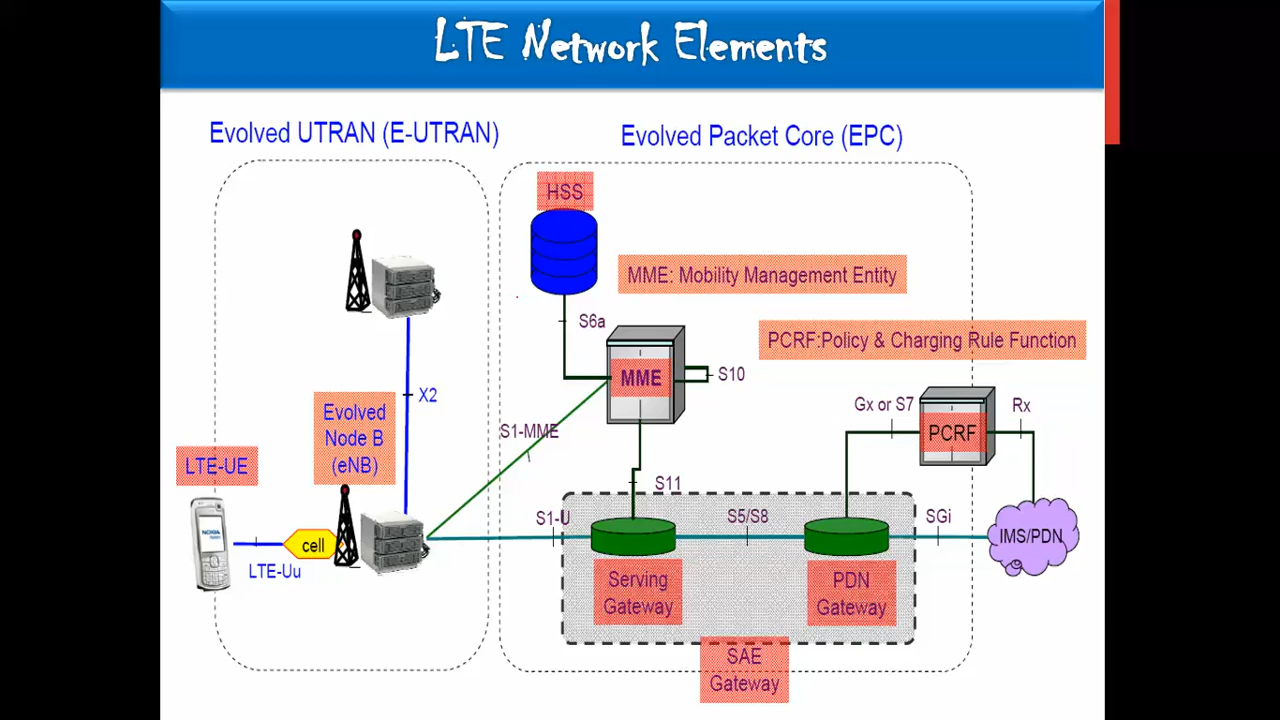 LTE Network Elements
Evolved UTRAN (E-UTRAN)
Evolved Packet Core (EPC)
HSS
MME: Mobility Management Entity
S6a
PCRF:Policy & Charging Rule Function
MME
S10
X2
Evolved
Node B
(eNB)
Gx or S7
Rx
PCRF
S1-MME
LTE-UE
S11
S1-U
S5/S8
SGi
NOKIA
cell
IMS/PDN
LTE-Uu
Serving
Gateway
PDN
Gateway
SAE
Gateway